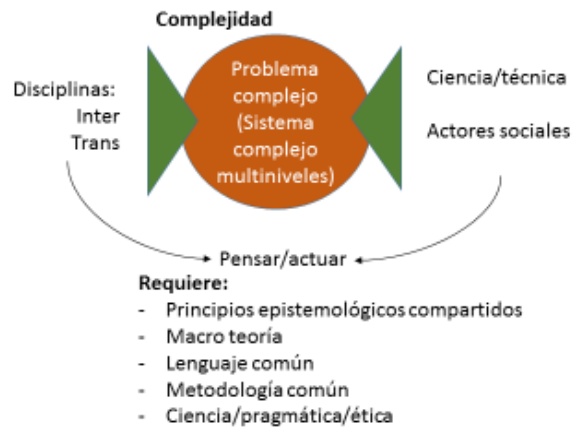 Complejidad
Disciplinas:
Inter
Trans
Problema
complejo
(Sistema
complejo
multiniveles)
Ciencia/técnica
Actores sociales
Pensar/actuar
Requiere:
- Principios epistemológicos compartidos
- Macro teoría
- Lenguaje común
- Metodología común
- Ciencia/pragmática/ética